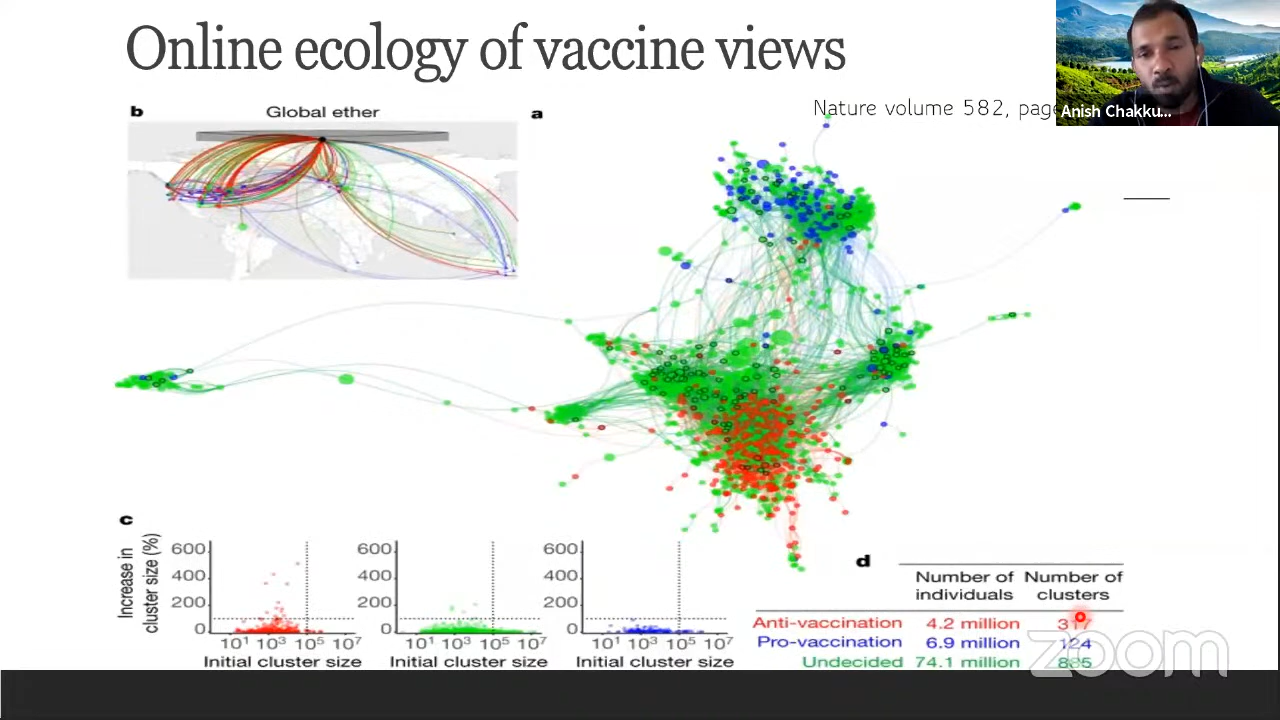 Online ecology of vaccine views
Nature volume 582,
Anish Chakku...
b
Global ether
a
c
Increase in
cluster size (%)
600
400
200
0
10¹ 10³ 10⁵ 10⁷
Initial cluster size
600
400
200
0
10¹ 10³ 10⁵ 10⁷
Initial cluster size
600
400
200
0
10¹ 10³ 10⁵ 10⁷
Initial cluster size
d
Number of individuals Number of clusters
Anti-vaccination 4.2 million 317
Pro-vaccination 6.9 million 124
Undecided 74.1 million 885
zoom